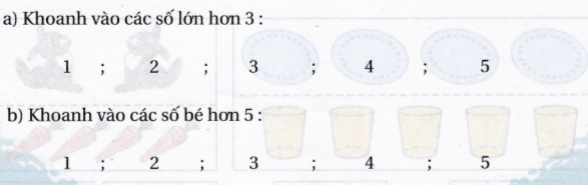 a) Khoanh vào các số lớn hơn 3 :
1 ; 2 ; 3 ; 4 ; 5
b) Khoanh vào các số bé hơn 5 :
1 ; 2 ; 3 ; 4 ; 5